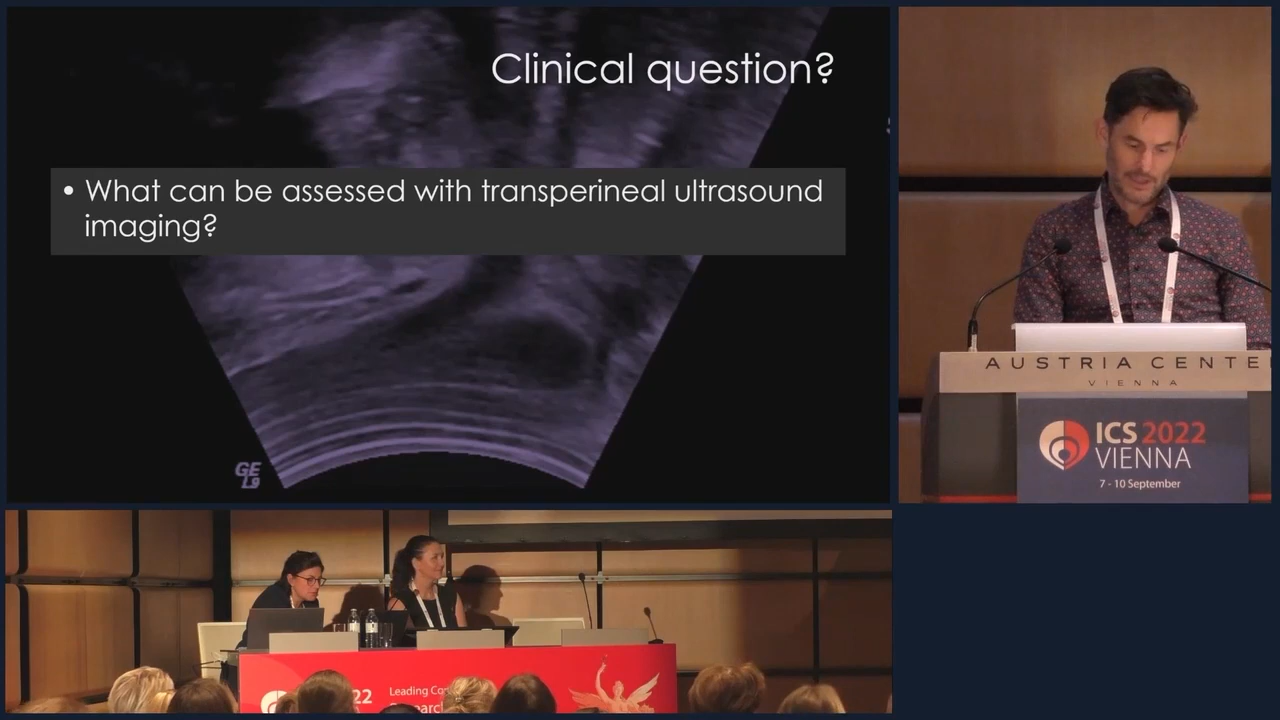 Clinical question?
• What can be assessed with transperineal ultrasound
imaging?
GE
L9
AUSTRIA CENTE
VIENNA
ICS 2022
VIENNA
7 - 10 September
22
Leading